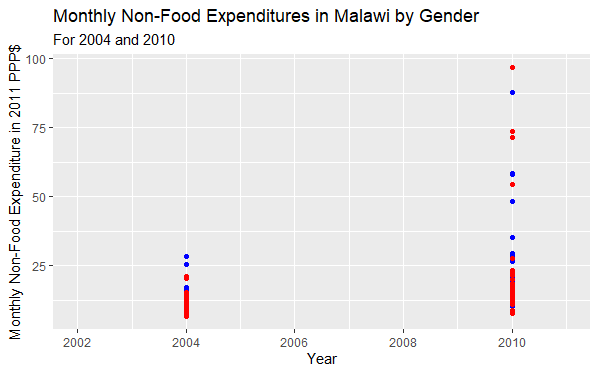 Monthly Non-Food Expenditures in Malawi by Gender
For 2004 and 2010
Monthly Non-Food Expenditure in 2011 PPP$
100
75
50
25
2002 2004 2006 2008 2010
Year